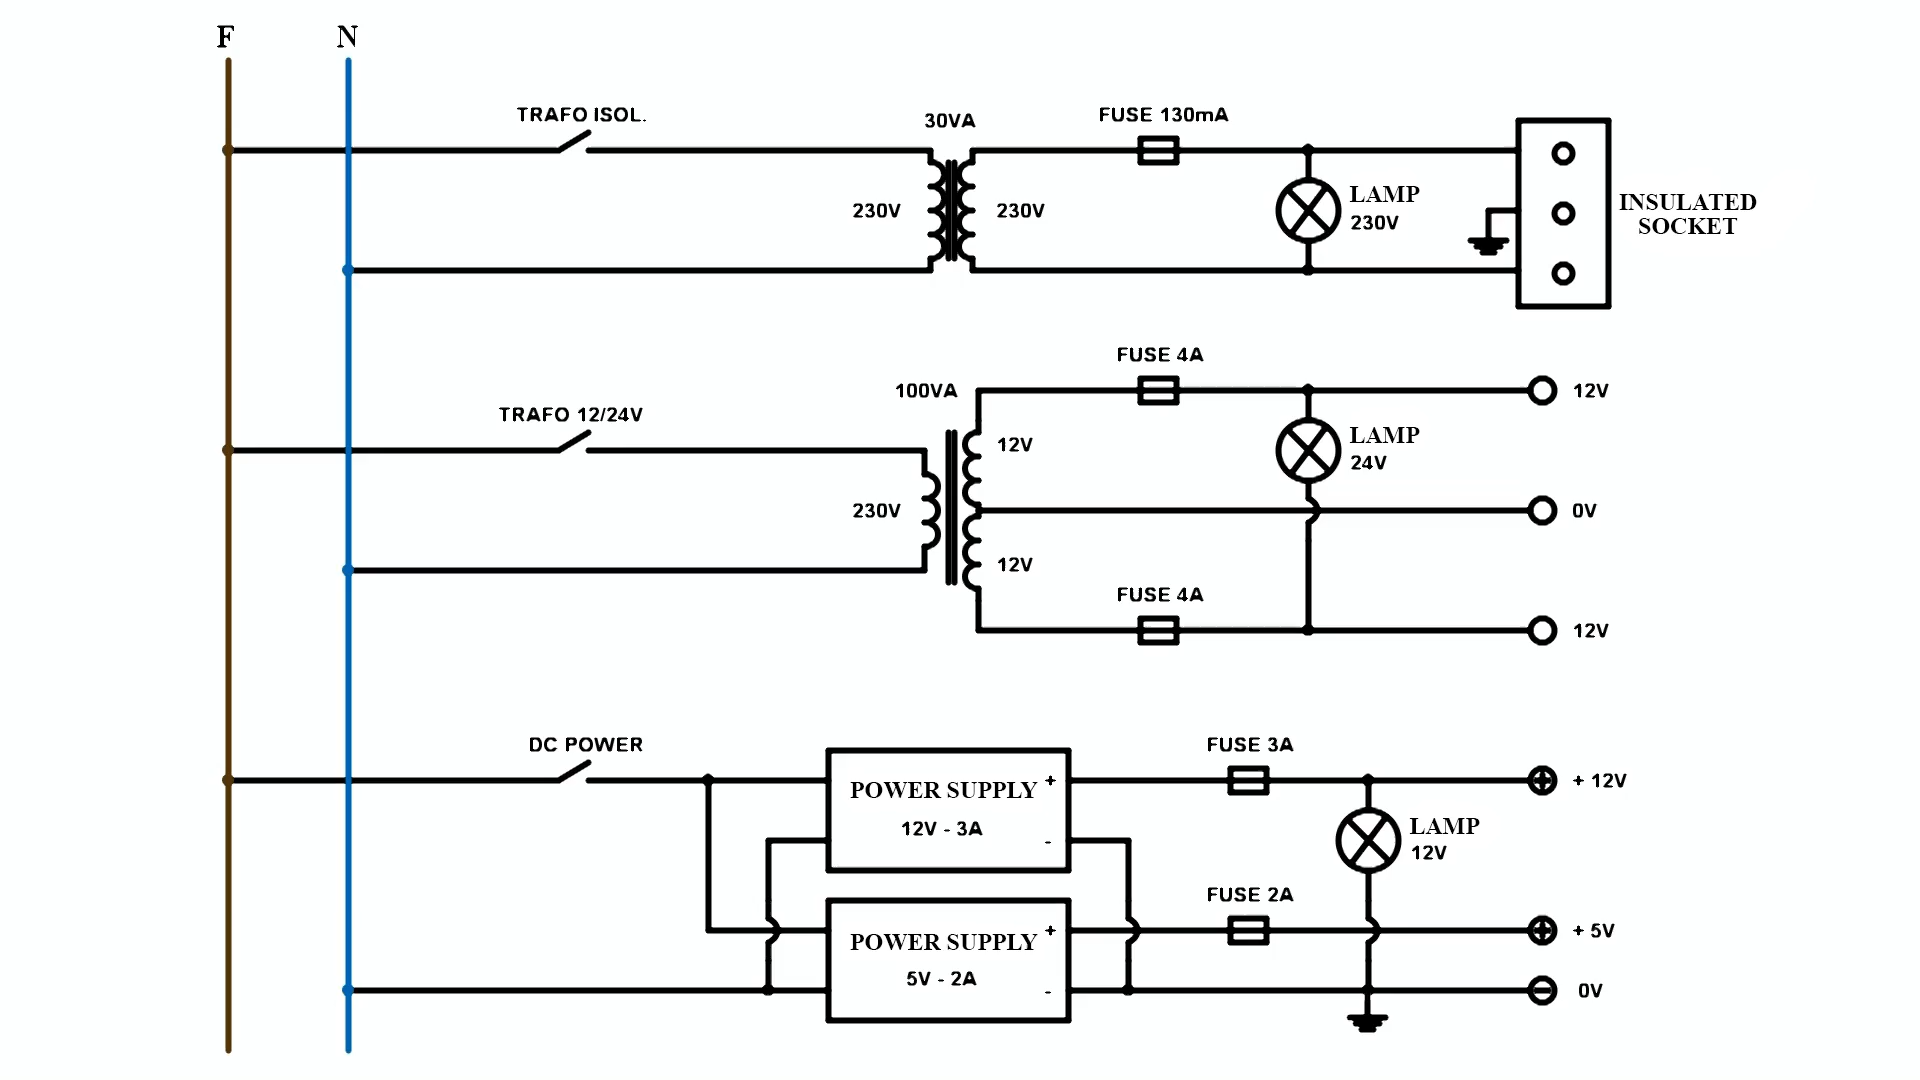 F
N
TRAFO ISOL.
30VA
FUSE 130mA
230V
230V
LAMP
230V
INSULATED
SOCKET
TRAFO 12/24V
100VA
FUSE 4A
12V
12V
LAMP
24V
230V
0V
12V
FUSE 4A
12V
DC POWER
POWER SUPPLY +
12V - 3A
-
FUSE 3A
+ 12V
LAMP
12V
POWER SUPPLY +
5V - 2A
-
FUSE 2A
+ 5V
0V